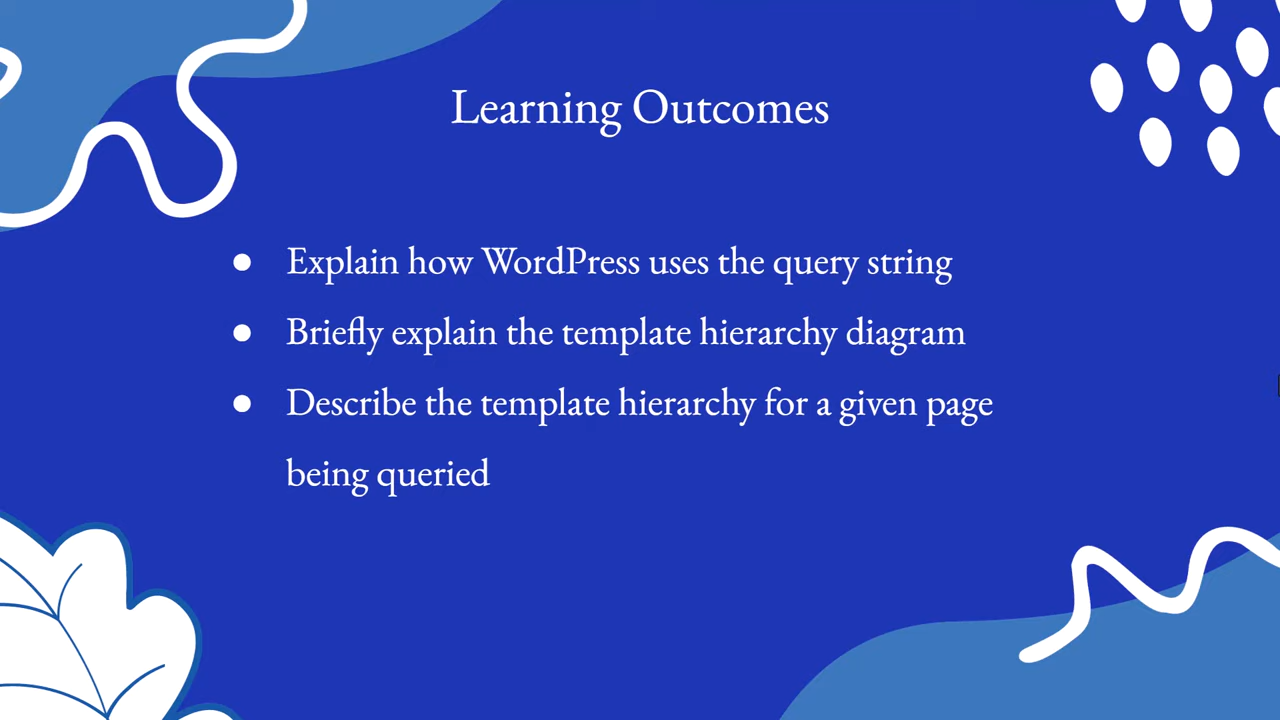 Learning Outcomes
● Explain how WordPress uses the query string
● Briefly explain the template hierarchy diagram
● Describe the template hierarchy for a given page
being queried